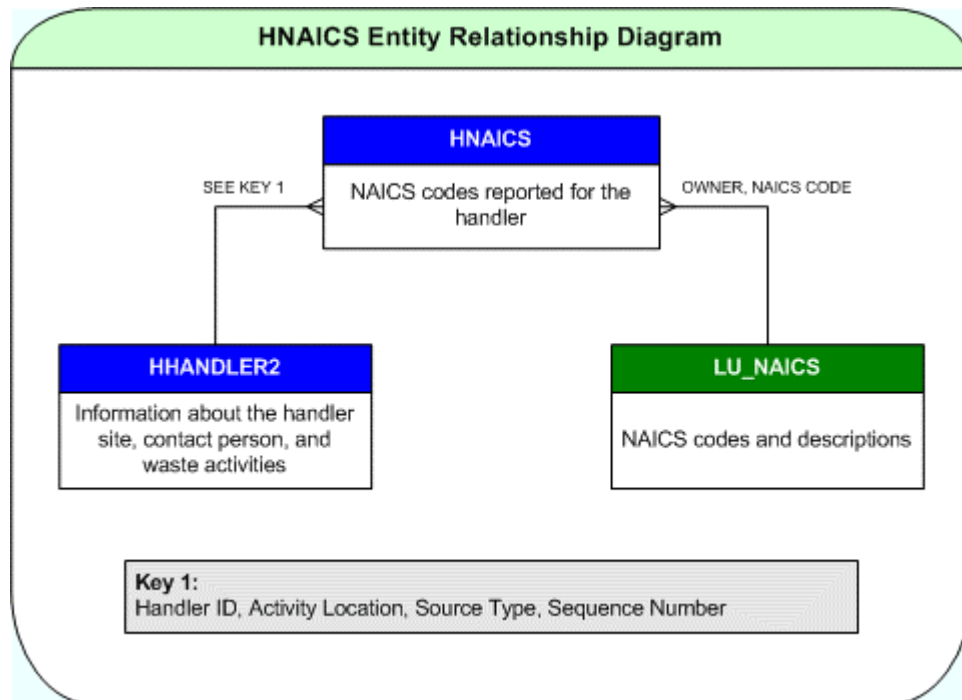 HNAICS Entity Relationship Diagram
HNAICS
SEE KEY 1
NAICS codes reported for the
handler
OWNER, NAICS CODE
HHANDLER2
Information about the handler
site, contact person, and
waste activities
LU_NAICS
NAICS codes and descriptions
Key 1:
Handler ID, Activity Location, Source Type, Sequence Number